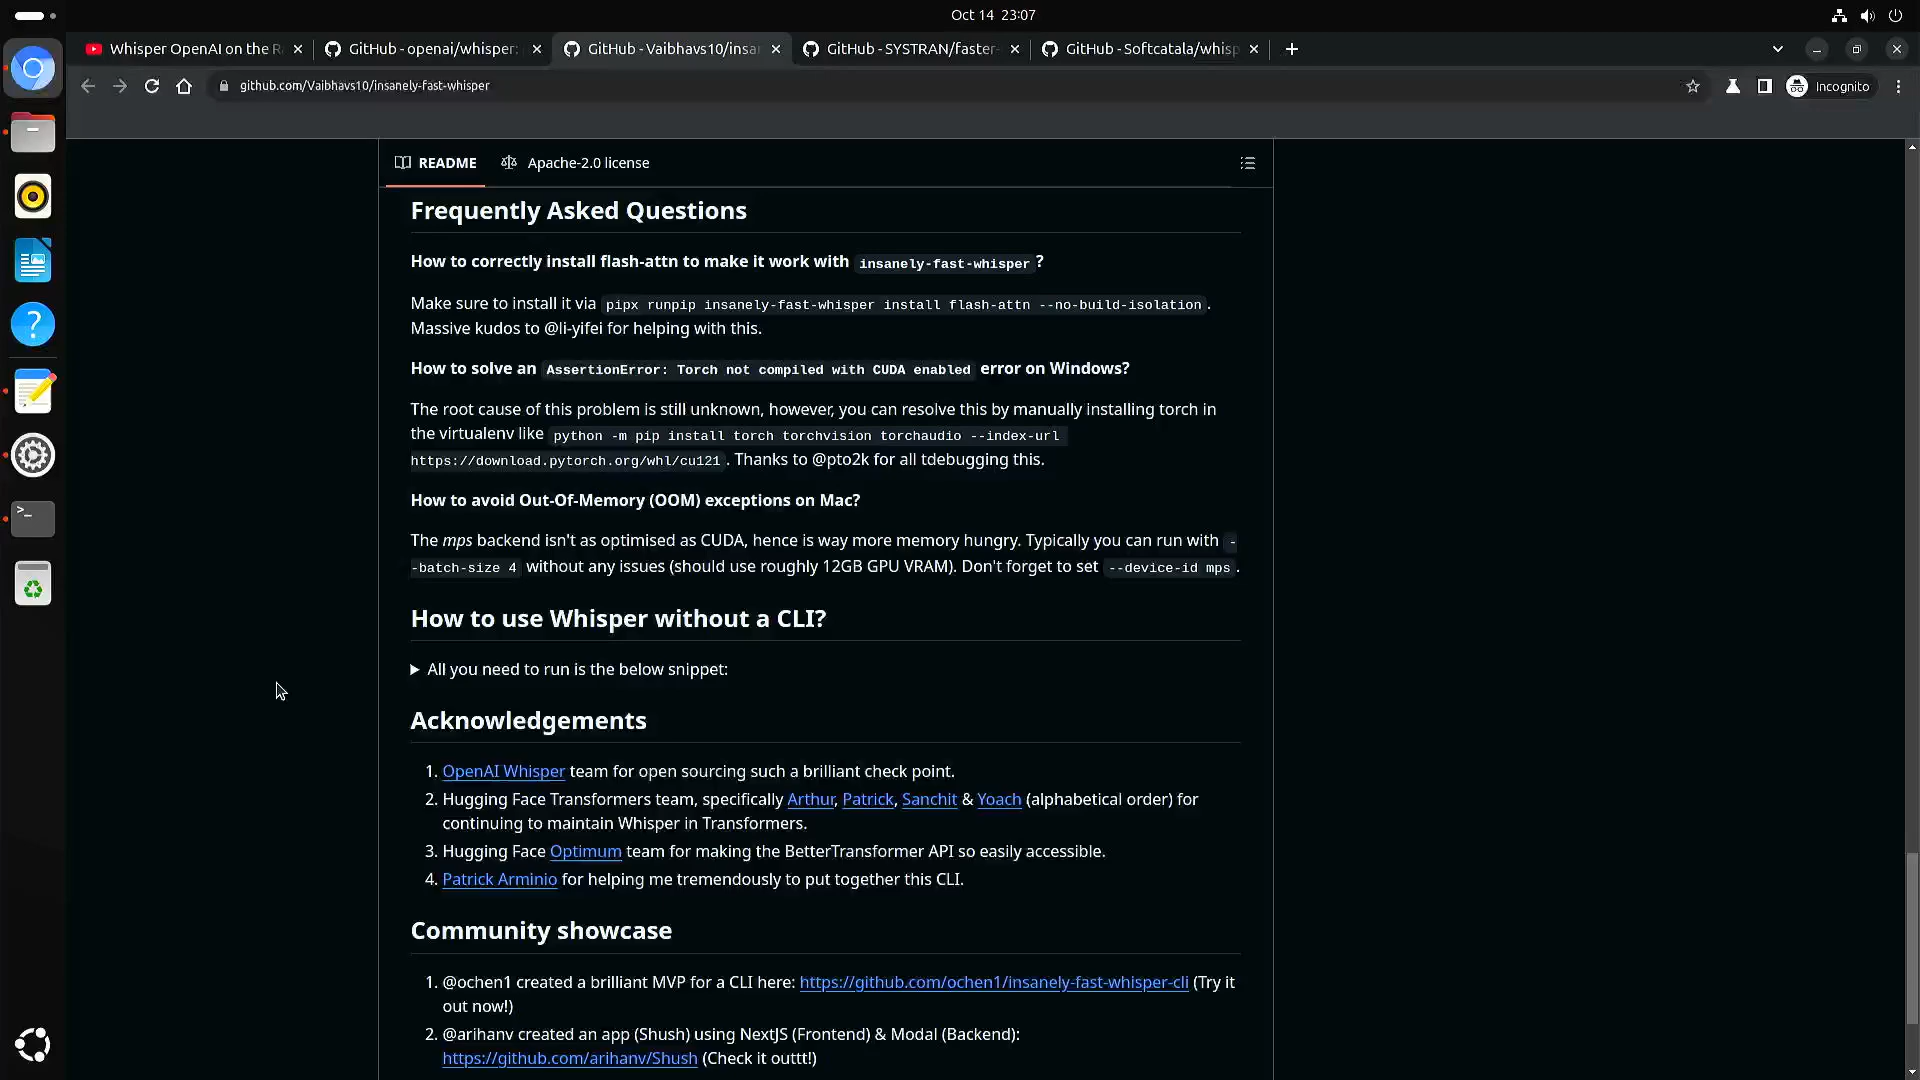 Oct 14 23:07
Whisper OpenAI on the R
GitHub - openai/whisper:
GitHub - Vaibhavs10/insa
GitHub - SYSTRAN/faster-
GitHub - Softcatala/whisp
github.com/Vaibhavs10/insanely-fast-whisper
Incognito
README
Apache-2.0 license
Frequently Asked Questions
How to correctly install flash-attn to make it work with insanely-fast-whisper ?
Make sure to install it via pipx runpip insanely-fast-whisper install flash-attn --no-build-isolation .
Massive kudos to @li-yifei for helping with this.
How to solve an AssertionError: Torch not compiled with CUDA enabled error on Windows?
The root cause of this problem is still unknown, however, you can resolve this by manually installing torch in
the virtualenv like python -m pip install torch torchvision torchaudio --index-url
https://download.pytorch.org/whl/cu121 . Thanks to @pto2k for all tdebugging this.
How to avoid Out-Of-Memory (OOM) exceptions on Mac?
The mps backend isn't as optimised as CUDA, hence is way more memory hungry. Typically you can run with -
-batch-size 4 without any issues (should use roughly 12GB GPU VRAM). Don't forget to set --device-id mps .
How to use Whisper without a CLI?
All you need to run is the below snippet:
Acknowledgements
1. OpenAI Whisper team for open sourcing such a brilliant check point.
2. Hugging Face Transformers team, specifically Arthur, Patrick, Sanchit & Yoach (alphabetical order) for
continuing to maintain Whisper in Transformers.
3. Hugging Face Optimum team for making the BetterTransformer API so easily accessible.
4. Patrick Arminio for helping me tremendously to put together this CLI.
Community showcase
1. @ochen1 created a brilliant MVP for a CLI here: https://github.com/ochen1/insanely-fast-whisper-cli (Try it
out now!)
2. @arihanv created an app (Shush) using NextJS (Frontend) & Modal (Backend):
https://github.com/arihanv/Shush (Check it outtt!)